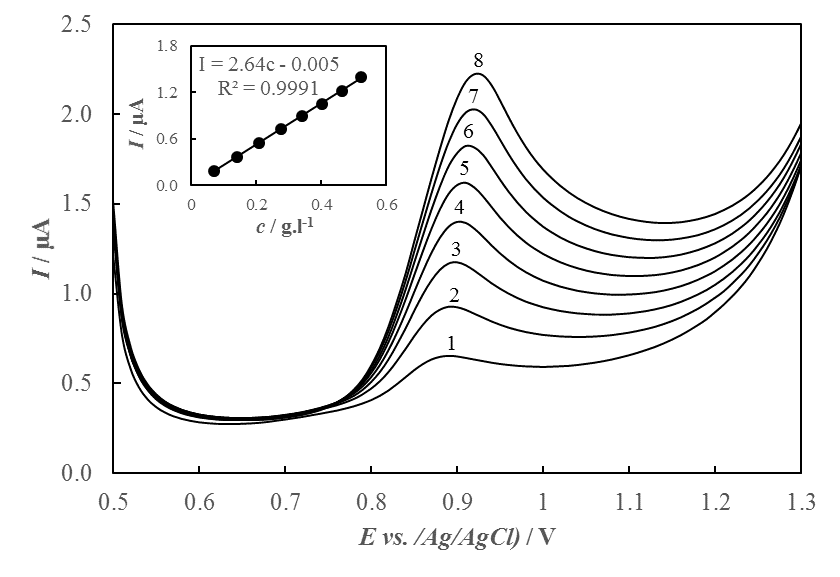 2.5
2.0
1.5
1.0
0.5
0.0
I / µA
0.5 0.6 0.7 0.8 0.9 1 1.1 1.2 1.3
E vs. /Ag/AgCl) / V
8
7
6
5
4
3
2
1
1.8
1.2
0.6
0.0
I / µA
I = 2.64c - 0.005
R² = 0.9991
0 0.2 0.4 0.6
c / g.l⁻¹